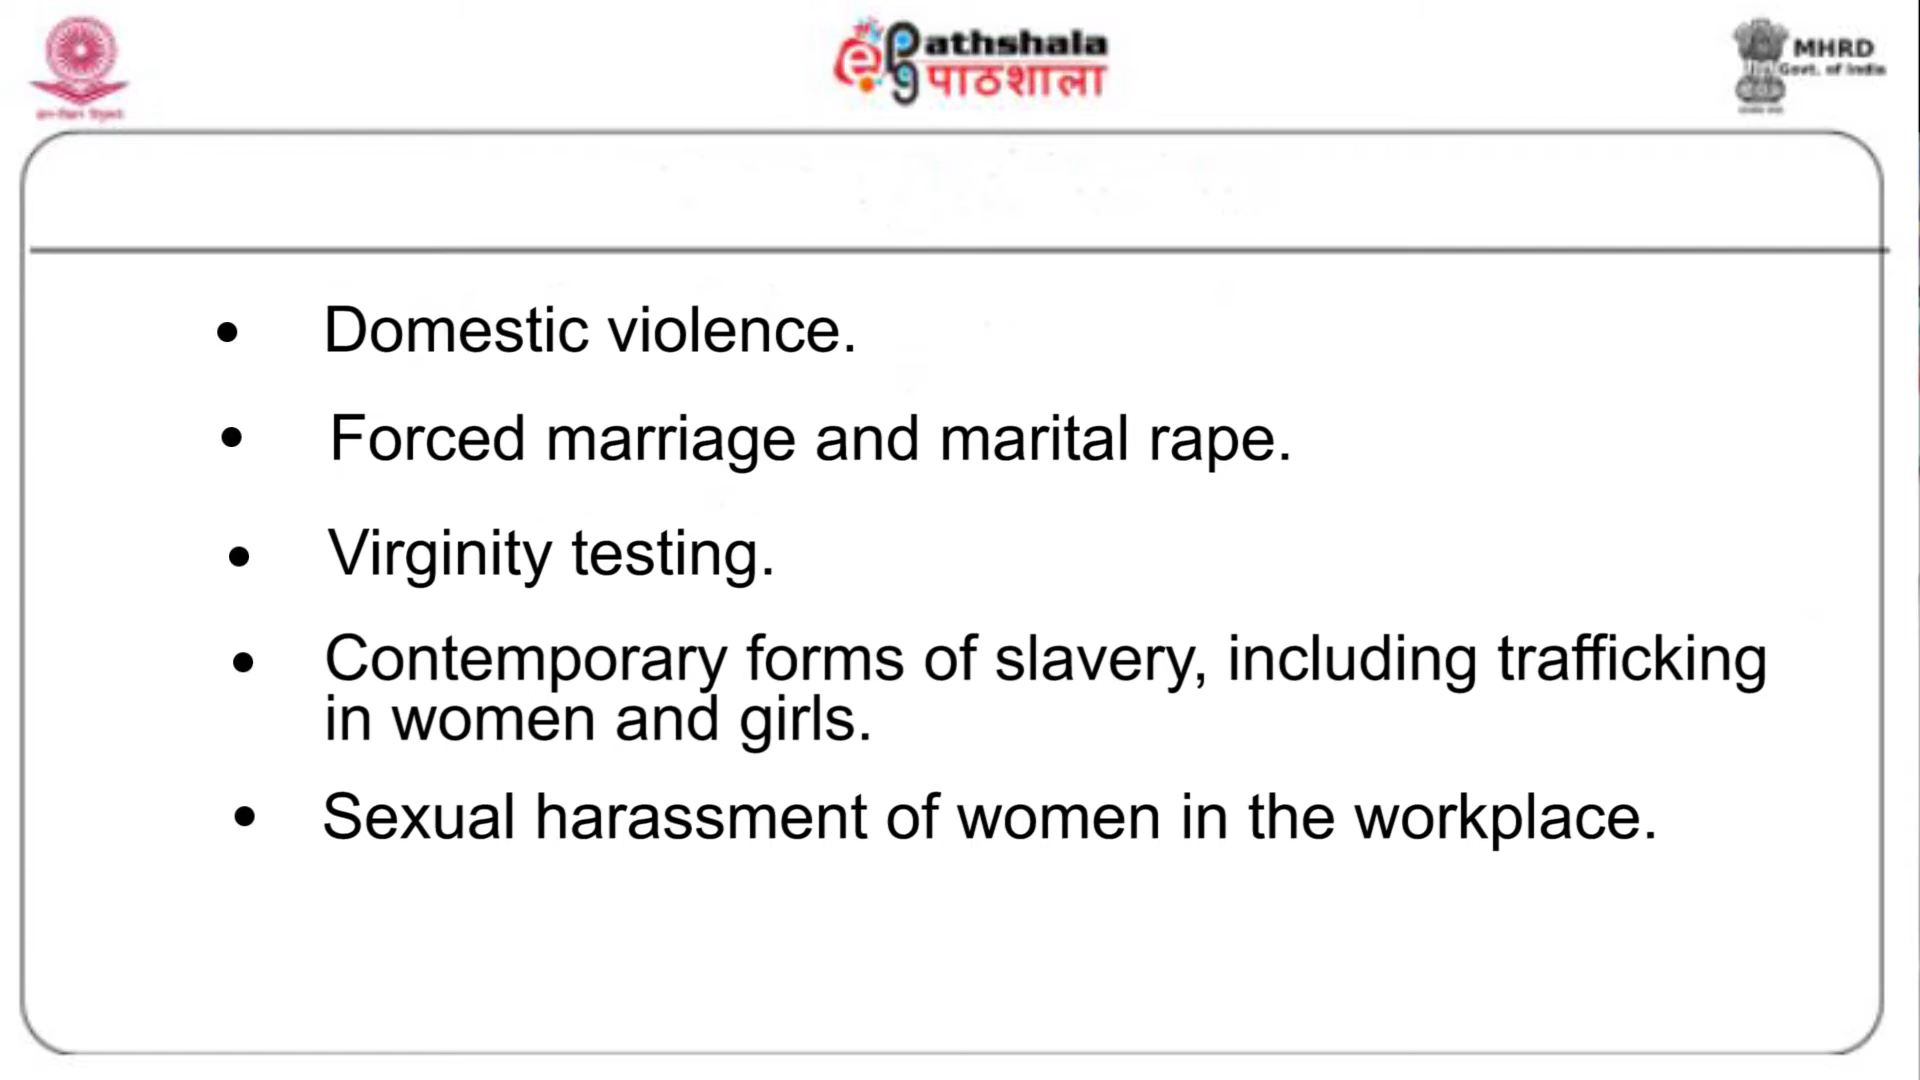 athshala
पाठशाला
MHRD
Govt. of India
• Domestic violence.
• Forced marriage and marital rape.
• Virginity testing.
• Contemporary forms of slavery, including trafficking
in women and girls.
• Sexual harassment of women in the workplace.